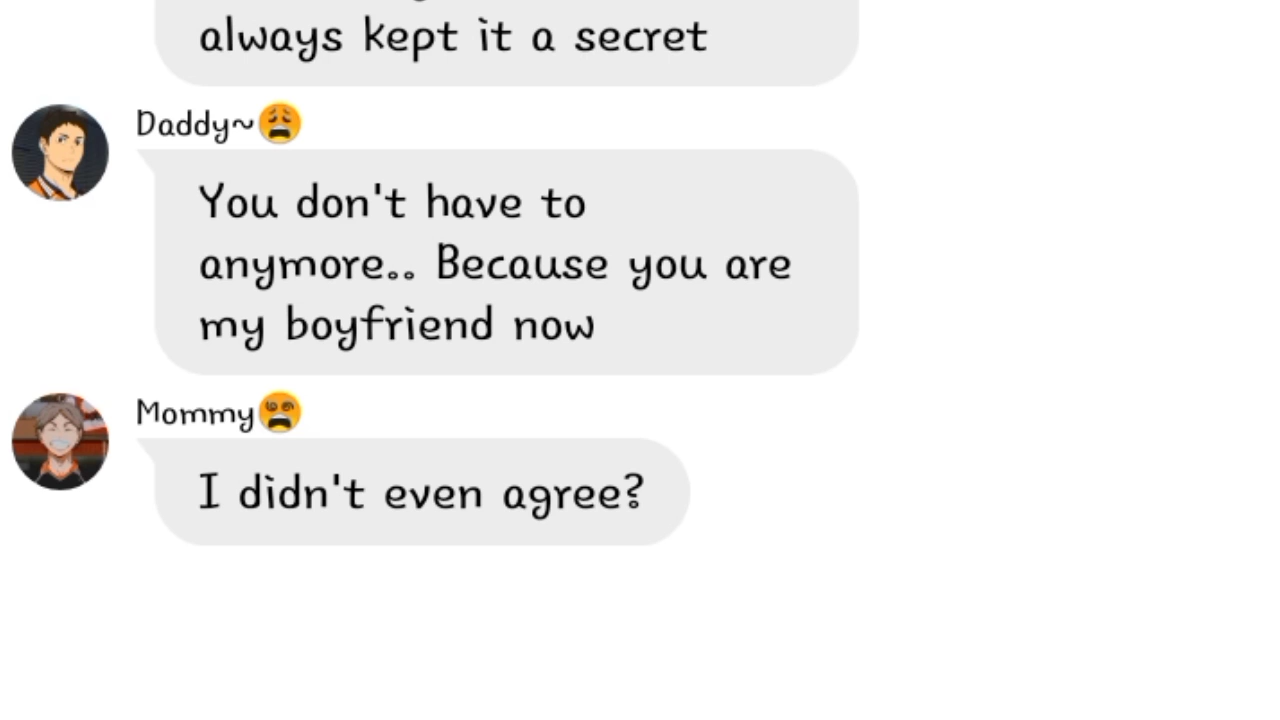 always kept it a secret
Daddy~😩
You don't have to
anymore.. Because you are
my boyfriend now
Mommy😵
I didn't even agree?